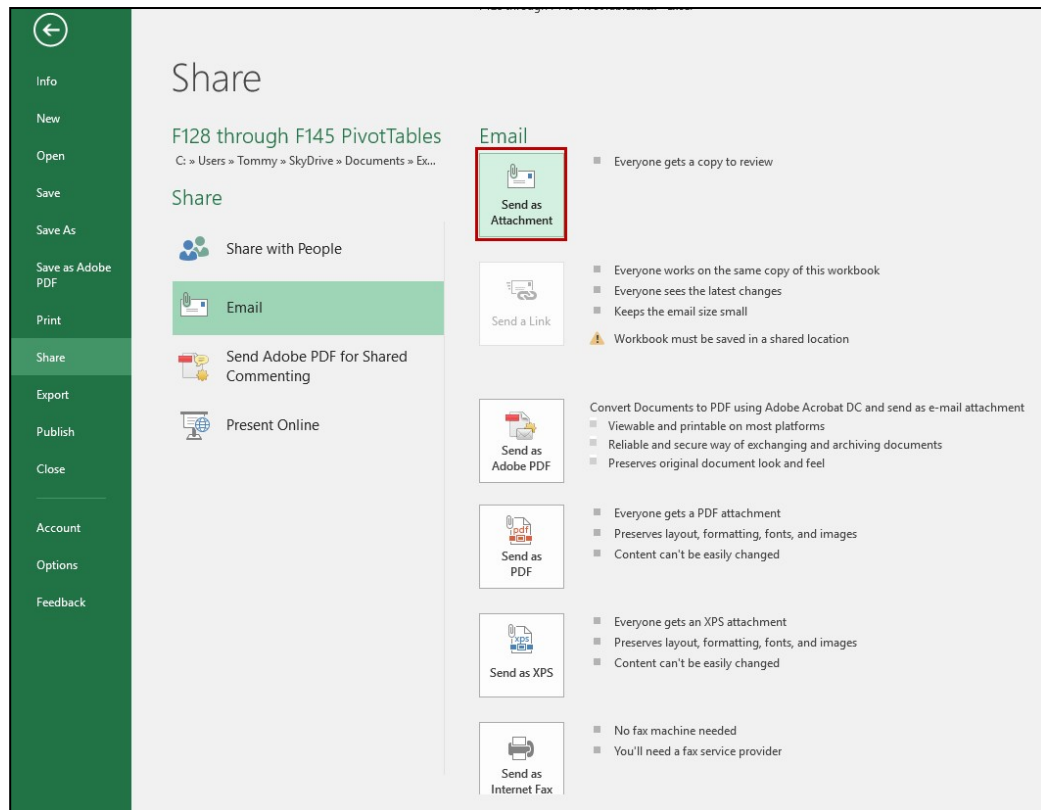 Info
New
Open
Save
Save As
Save as Adobe
PDF
Print
Share
Export
Publish
Close
Account
Options
Feedback
Share
F128 through F145 PivotTables
C: » Users » Tommy » SkyDrive » Documents » Ex...
Share
Share with People
Email
Send Adobe PDF for Shared
Commenting
Present Online
Email
Send as
Attachment
Everyone gets a copy to review
Send a Link
Everyone works on the same copy of this workbook
Everyone sees the latest changes
Keeps the email size small
Workbook must be saved in a shared location
Send as
Adobe PDF
Convert Documents to PDF using Adobe Acrobat DC and send as e-mail attachment
Viewable and printable on most platforms
Reliable and secure way of exchanging and archiving documents
Preserves original document look and feel
pdf
Send as
PDF
Everyone gets a PDF attachment
Preserves layout, formatting, fonts, and images
Content can't be easily changed
xps
Send as XPS
Everyone gets an XPS attachment
Preserves layout, formatting, fonts, and images
Content can't be easily changed
Send as
Internet Fax
No fax machine needed
You'll need a fax service provider